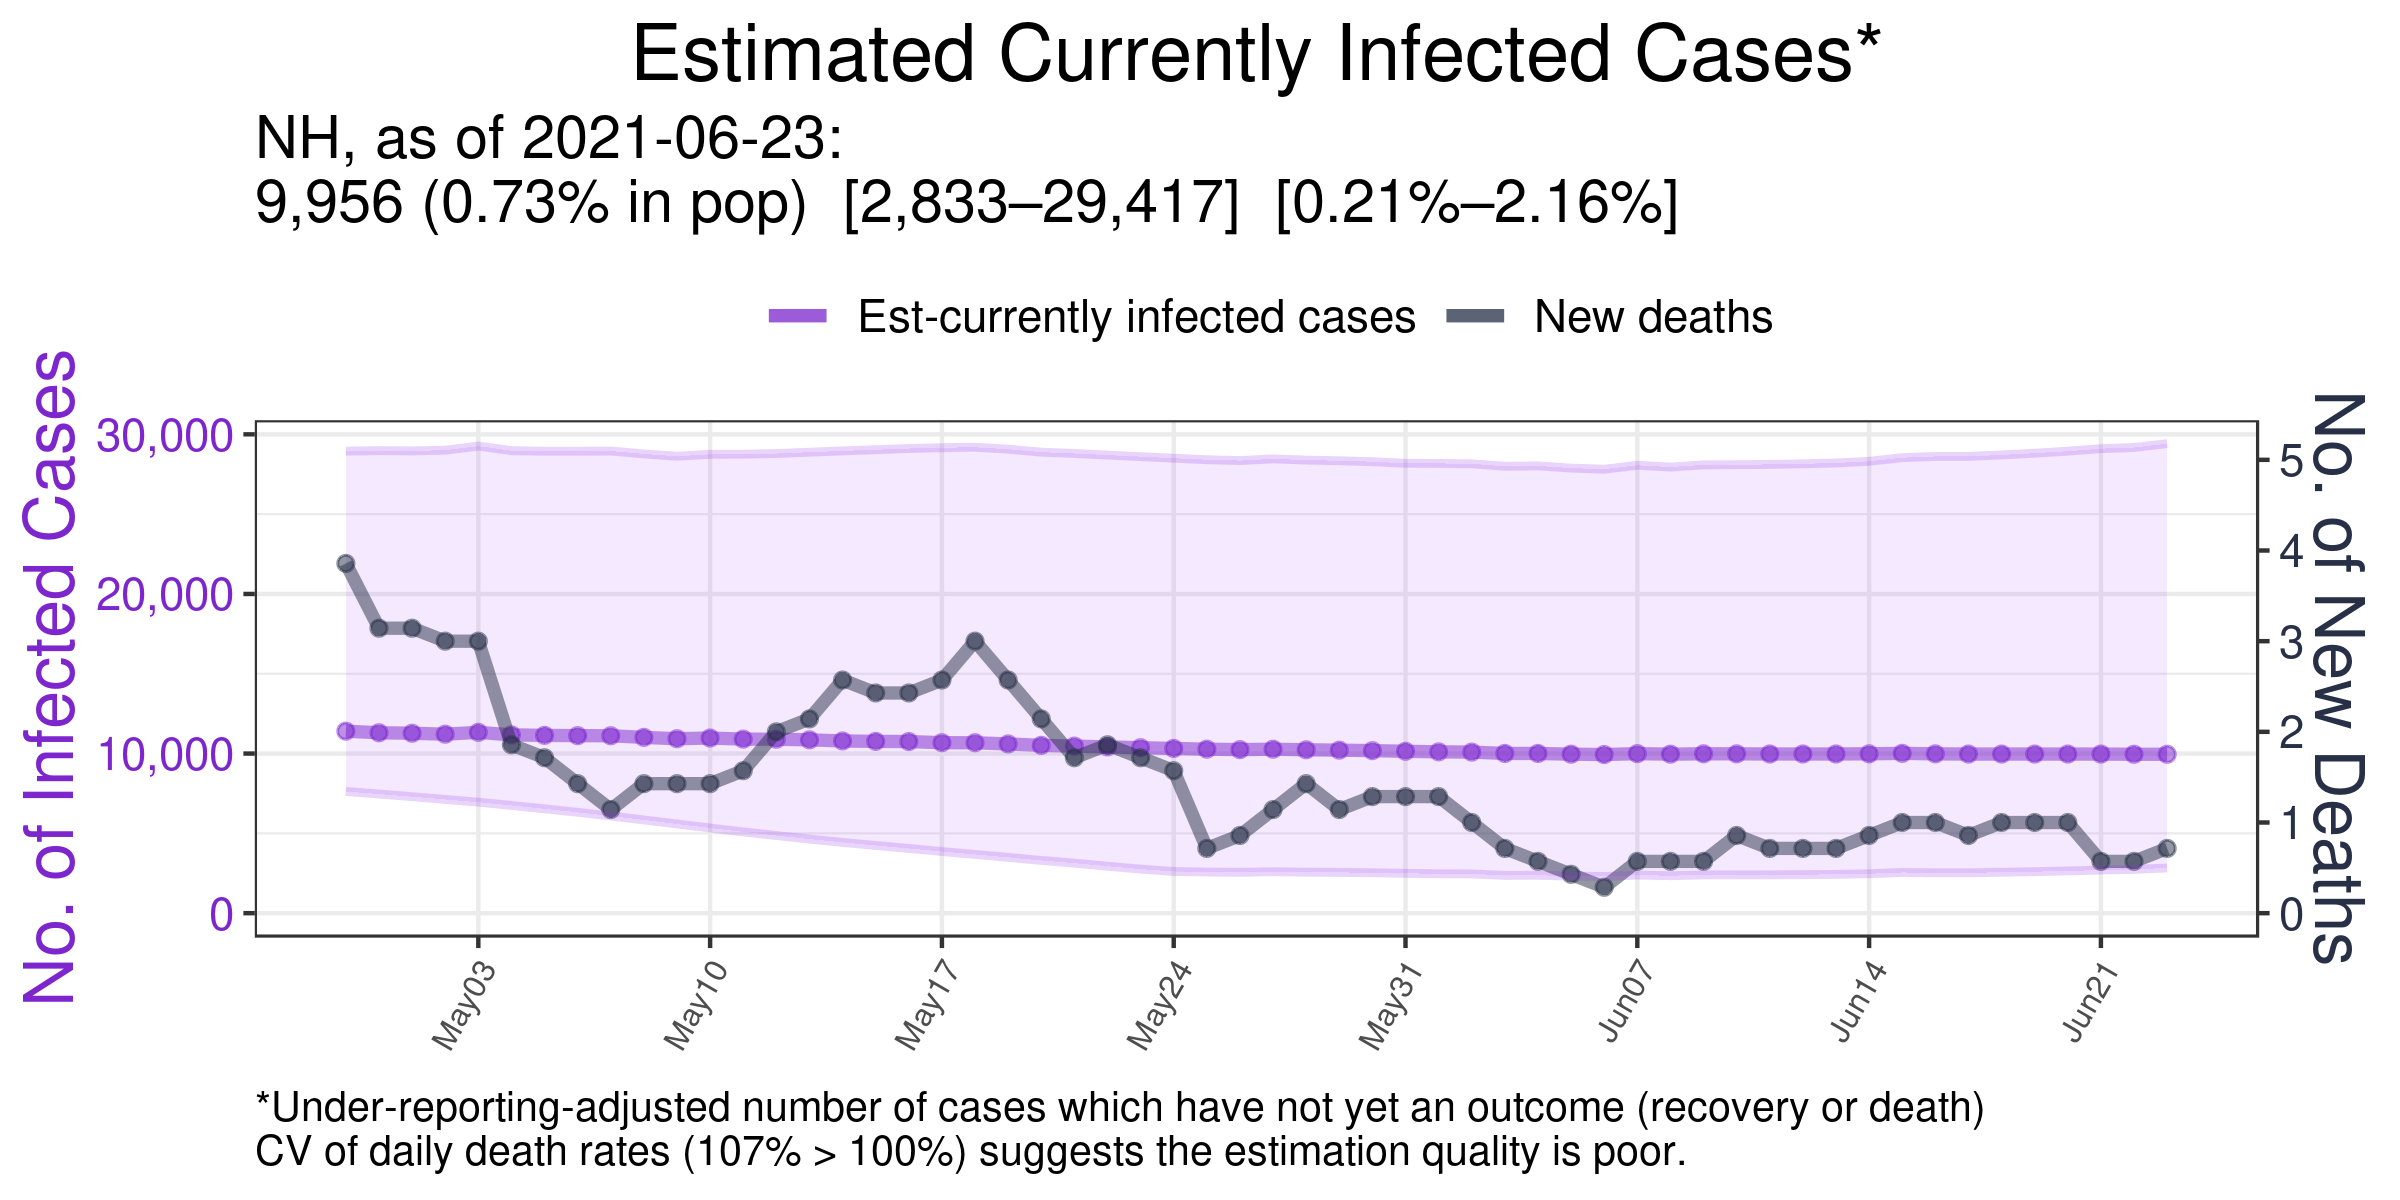 Estimated Currently Infected Cases*
NH, as of 2021-06-23:
9,956 (0.73% in pop)  [2,833–29,417]  [0.21%–2.16%]
Est-currently infected cases
New deaths
No. of Infected Cases
30,000
20,000
10,000
0
No. of New Deaths
5
4
3
2
1
0
May03
May10
May17
May24
May31
Jun07
Jun14
Jun21
*Under-reporting-adjusted number of cases which have not yet an outcome (recovery or death)
CV of daily death rates (107% > 100%) suggests the estimation quality is poor.